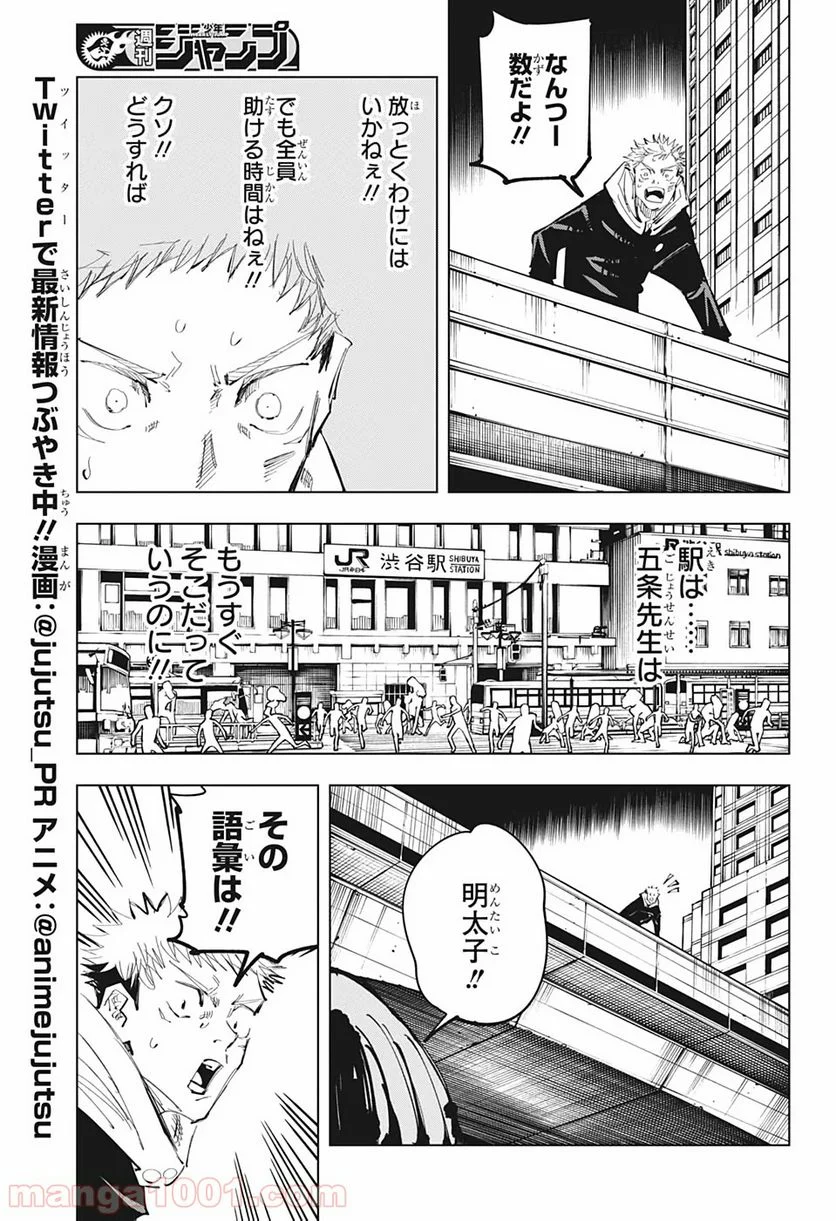 なんつー
数だよ!!
放っとくわけには
いかねぇ!!
でも全員
助ける時間はねぇ!!
クソ!!
どうすれば
週刊
少年
ジャンプ
駅は……
五条先生は
もうすぐ
そこだって
いうのに!!
JR 渋谷駅 SHIBUYA STATION
渋谷駅 shibuya station
明太子!!
その
語彙は!!
Twitterで最新情報つぶやき中!!漫画:@jujutsu_PR アニメ:@animejujutsu
manga1001.com